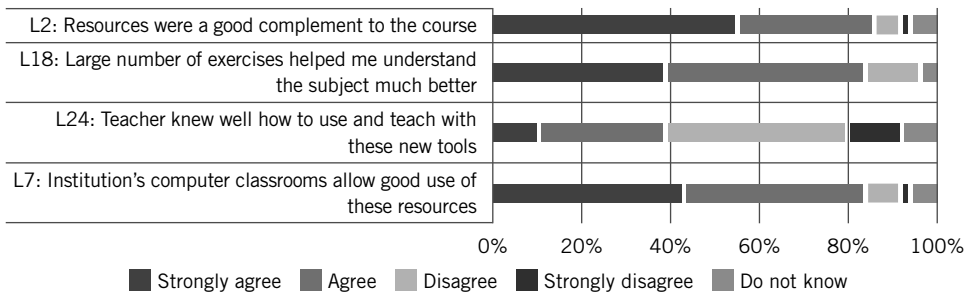 L2: Resources were a good complement to the course
L18: Large number of exercises helped me understand
the subject much better
L24: Teacher knew well how to use and teach with
these new tools
L7: Institution’s computer classrooms allow good use of
these resources
0% 20% 40% 60% 80% 100%
Strongly agree Agree Disagree Strongly disagree Do not know